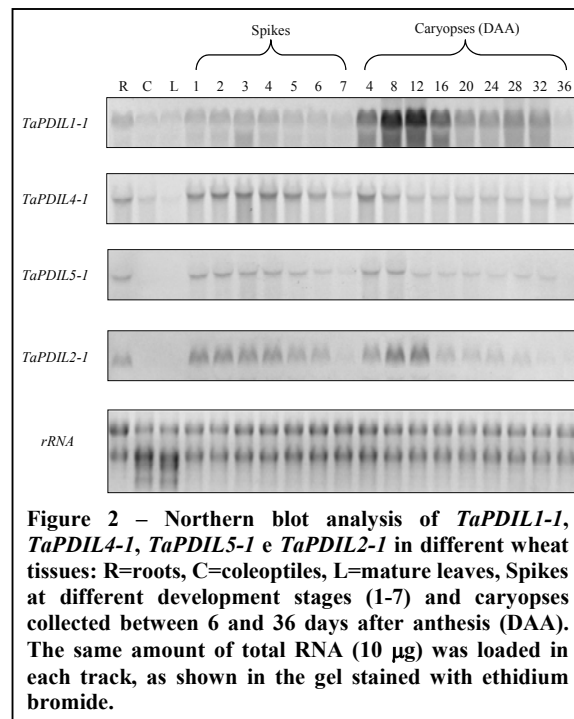 Spikes Caryopses (DAA)
R C L 1 2 3 4 5 6 7 4 8 12 16 20 24 28 32 36
TaPDIL1-1
TaPDIL4-1
TaPDIL5-1
TaPDIL2-1
rRNA
Figure 2 – Northern blot analysis of TaPDIL1-1,
TaPDIL4-1, TaPDIL5-1 e TaPDIL2-1 in different wheat
tissues: R=roots, C=coleoptiles, L=mature leaves, Spikes
at different development stages (1-7) and caryopses
collected between 6 and 36 days after anthesis (DAA).
The same amount of total RNA (10 µg) was loaded in
each track, as shown in the gel stained with ethidium
bromide.